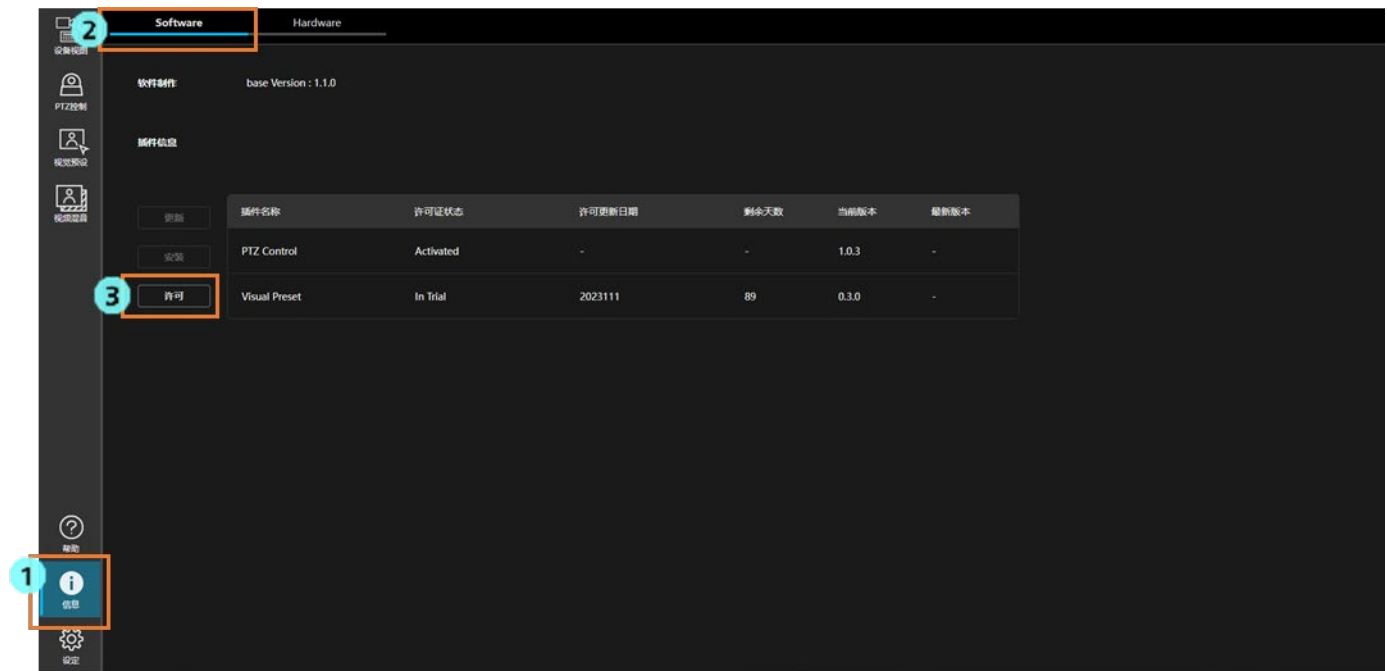 2
Software
Hardware
设备视图
PTZ控制
视觉预设
视频混音
软件制作
base Version : 1.1.0
插件信息
更新
安装
3
许可
插件名称
许可证状态
许可更新日期
剩余天数
当前版本
最新版本
PTZ Control
Activated
-
-
1.0.3
-
Visual Preset
In Trial
2023111
89
0.3.0
-
帮助
1
信息
设定